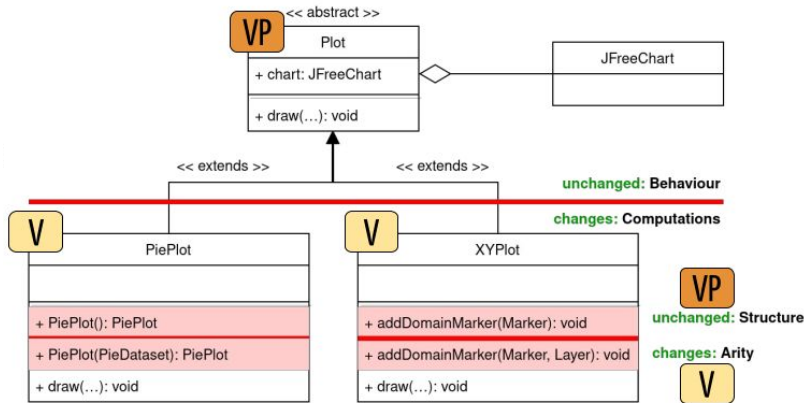 << abstract >>
VP
Plot
+ chart: JFreeChart
+ draw(...): void
JFreeChart
<< extends >>
<< extends >>
unchanged: Behaviour
changes: Computations
V
PiePlot
+ PiePlot(): PiePlot
+ PiePlot(PieDataset): PiePlot
+ draw(...): void
V
XYPlot
+ addDomainMarker(Marker): void
+ addDomainMarker(Marker, Layer): void
+ draw(...): void
VP
unchanged: Structure
changes: Arity
V